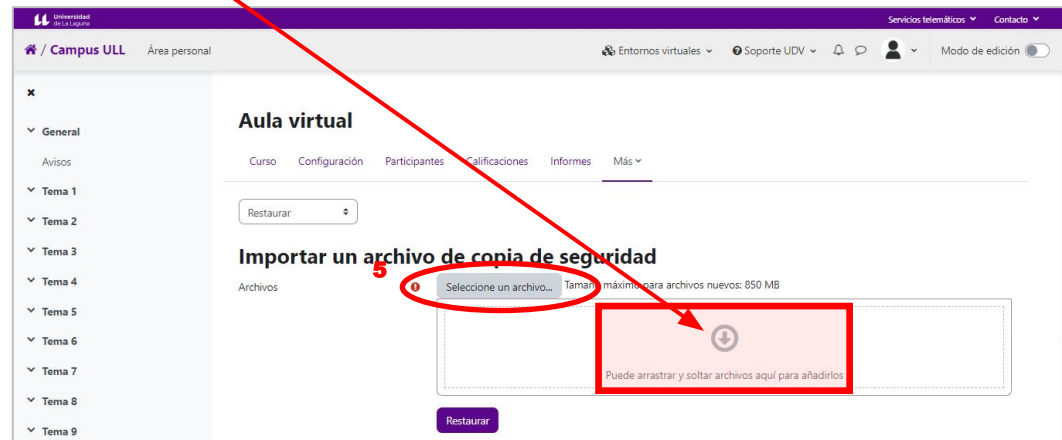 Universidad
de La Laguna
Servicios telemáticos
Contacto
/ Campus ULL
Área personal
Entornos virtuales
Soporte UDV
Modo de edición
General
Avisos
Tema 1
Tema 2
Tema 3
Tema 4
Tema 5
Tema 6
Tema 7
Tema 8
Tema 9
Aula virtual
Curso
Configuración
Participantes
Calificaciones
Informes
Más
Restaurar
Importar un archivo de copia de seguridad
5
Archivos
Seleccione un archivo...
Tamaño máximo para archivos nuevos: 850 MB
Puede arrastrar y soltar archivos aquí para añadirlos
Restaurar